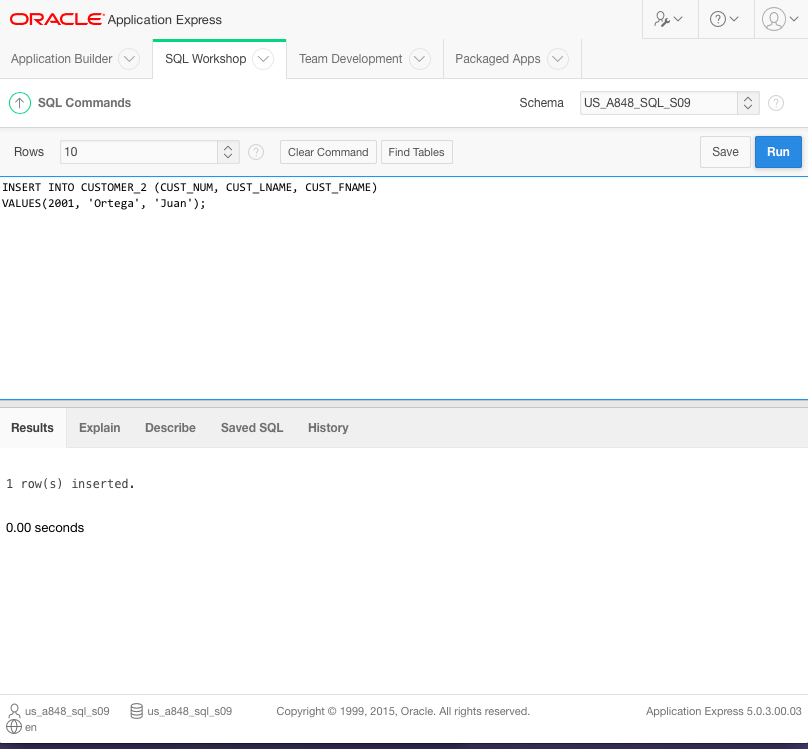 ORACLE Application Express
Application Builder SQL Workshop Team Development Packaged Apps
SQL Commands Schema US_A848_SQL_S09 ?
Rows 10 ? Clear Command Find Tables Save Run
INSERT INTO CUSTOMER_2 (CUST_NUM, CUST_LNAME, CUST_FNAME)
VALUES(2001, 'Ortega', 'Juan');
Results Explain Describe Saved SQL History
1 row(s) inserted.
0.00 seconds
us_a848_sql_s09 us_a848_sql_s09 Copyright © 1999, 2015, Oracle. All rights reserved. Application Express 5.0.3.00.03
en